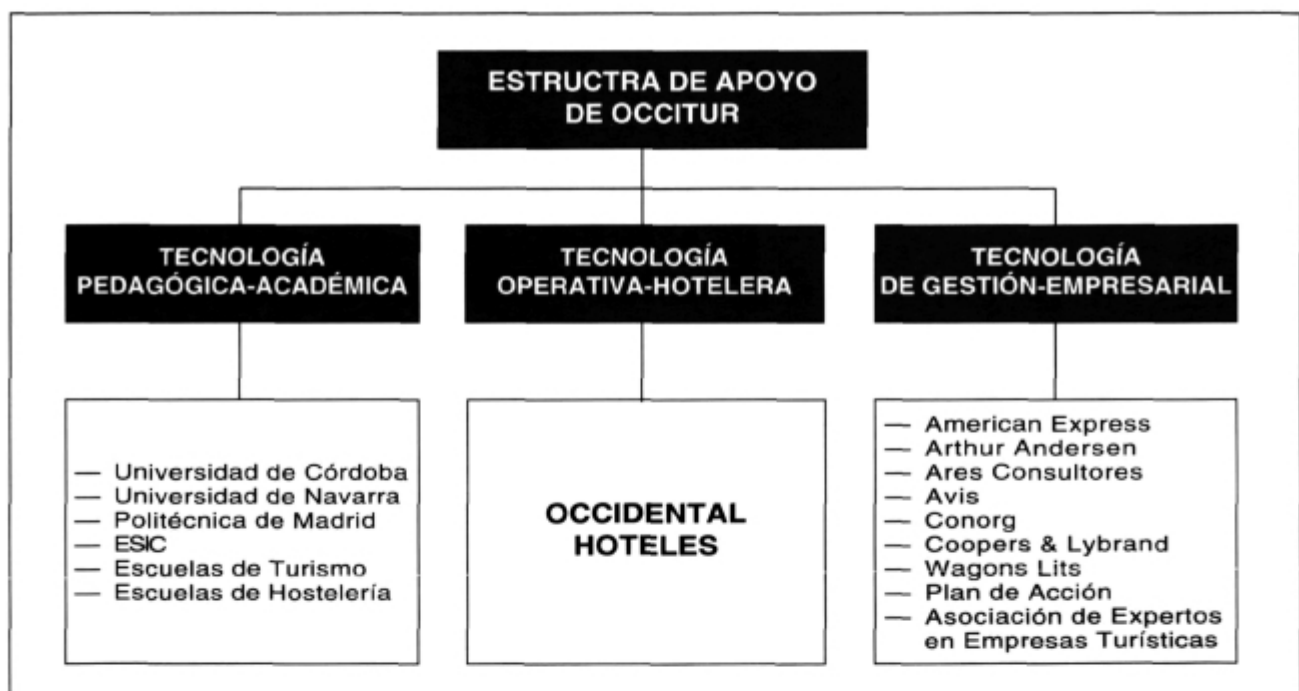 ESTRUCTRA DE APOYO
DE OCCITUR
TECNOLOGÍA
PEDAGÓGICA-ACADÉMICA
TECNOLOGÍA
OPERATIVA-HOTELERA
TECNOLOGÍA
DE GESTIÓN-EMPRESARIAL
— Universidad de Córdoba
— Universidad de Navarra
— Politécnica de Madrid
— ESIC
— Escuelas de Turismo
— Escuelas de Hostelería
OCCIDENTAL
HOTELES
— American Express
— Arthur Andersen
— Ares Consultores
— Avis
— Conorg
— Coopers & Lybrand
— Wagons Lits
— Plan de Acción
— Asociación de Expertos
en Empresas Turísticas